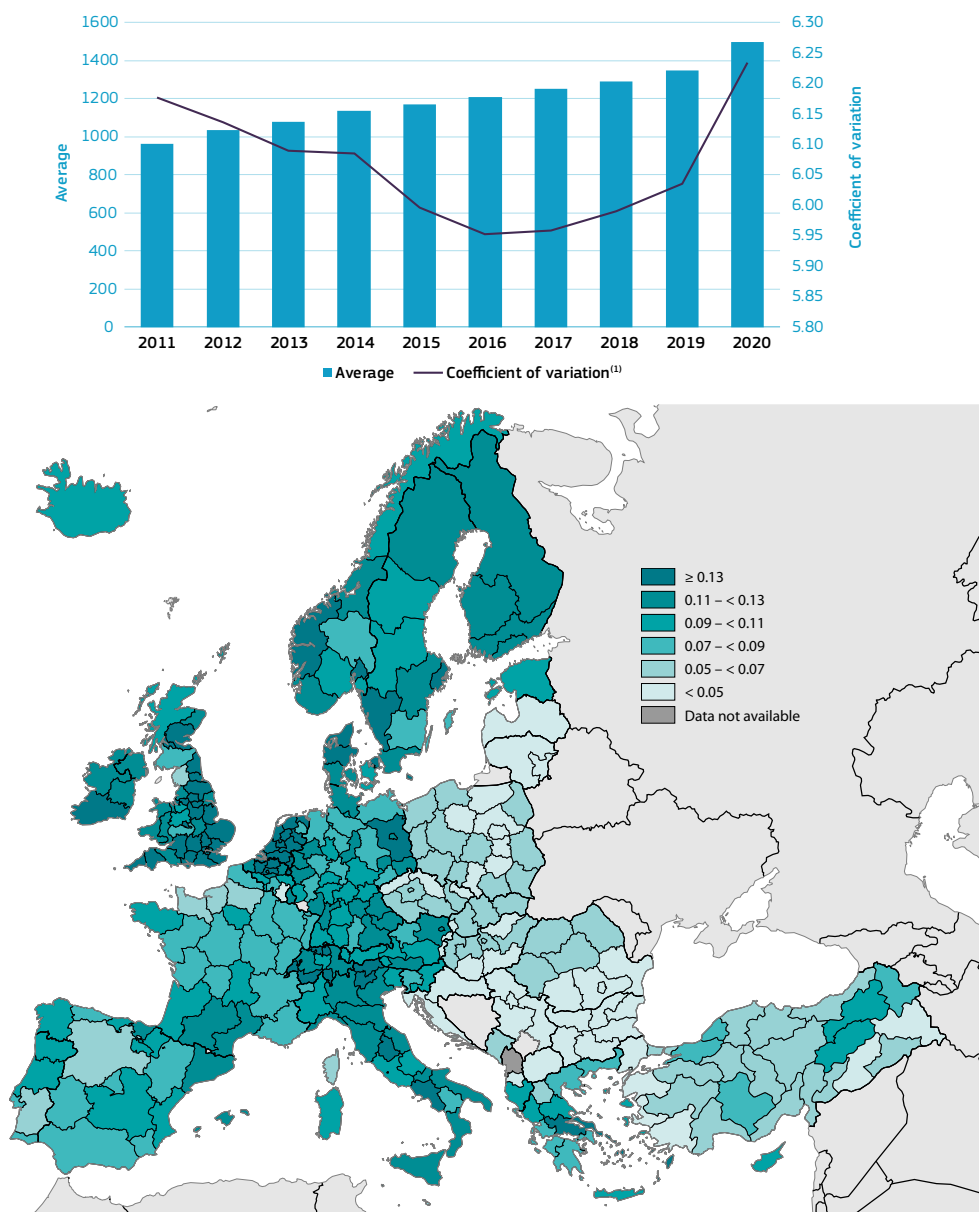 1600
1400
1200
1000
800
600
400
200
0
Average
6.30
6.25
6.20
6.15
6.10
6.05
6.00
5.95
5.90
5.85
5.80
Coefficient of variation
2011 2012 2013 2014 2015 2016 2017 2018 2019 2020
Average Coefficient of variation(1)
≥ 0.13
0.11 – < 0.13
0.09 – < 0.11
0.07 – < 0.09
0.05 – < 0.07
< 0.05
Data not available